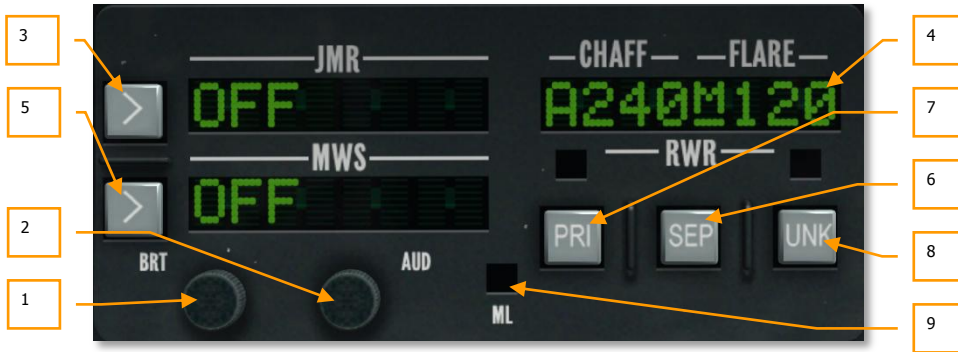 3
JMR
CHAFF
FLARE
4
>
OFF
A240M120
7
5
MWS
RWR
>
OFF
6
2
PRI
SEP
UNK
BRT
AUD
8
1
ML
9